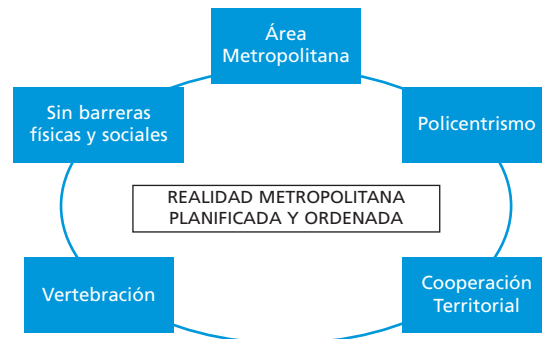 Área
Metropolitana
Sin barreras
físicas y sociales
Policentrismo
REALIDAD METROPOLITANA
PLANIFICADA Y ORDENADA
Vertebración
Cooperación
Territorial